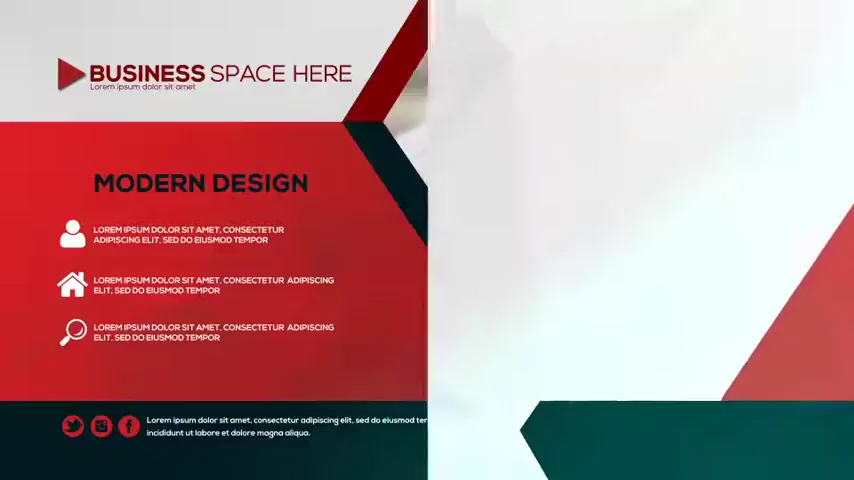 BUSINESS SPACE HERE
Lorem ipsum dolor sit amet
MODERN DESIGN
LOREM IPSUM DOLOR SIT AMET, CONSECTETUR
ADIPISCING ELIT, SED DO EIUSMOD TEMPOR
LOREM IPSUM DOLOR SIT AMET, CONSECTETUR ADIPISCING
ELIT, SED DO EIUSMOD TEMPOR
LOREM IPSUM DOLOR SIT AMET, CONSECTETUR ADIPISCING
ELIT, SED DO EIUSMOD TEMPOR
Lorem ipsum dolor sit amet, consectetur adipiscing elit, sed do eiusmod ter
incididunt ut labore et dolore magna aliqua.